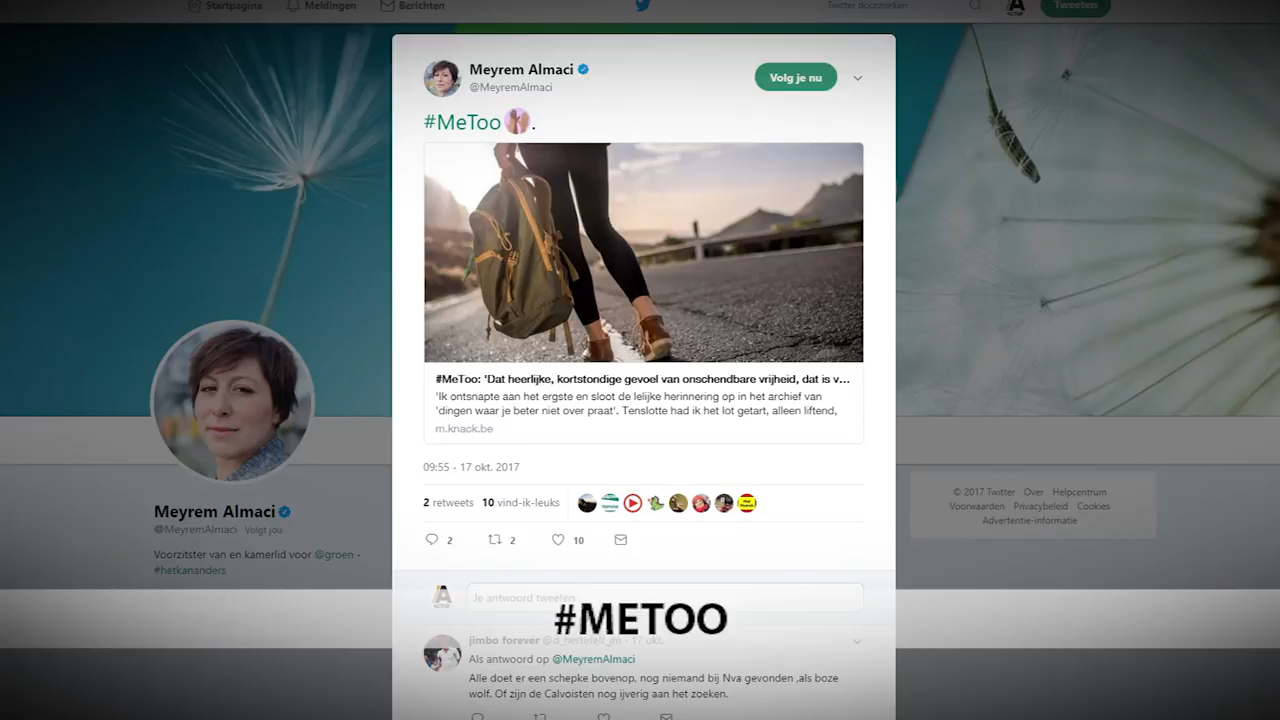 Startpagina Meldingen Berichten Twitter doorzoeken Tweeten
Meyrem Almaci
@MeyremAlmaci
Volg je nu
#MeToo .
#MeToo: 'Dat heerlijke, kortstondige gevoel van onschendbare vrijheid, dat is v...
'Ik ontsnapte aan het ergste en sloot de lelijke herinnering op in het archief van
'dingen waar je beter niet over praat'. Tenslotte had ik het lot getart, alleen liftend,
m.knack.be
09:55 - 17 okt. 2017
2 retweets 10 vind-ik-leuks
2 2 10
Meyrem Almaci
@MeyremAlmaci Volgt jou
Voorzitster van en kamerlid voor @groen -
#hetkananders
© 2017 Twitter Over Helpcentrum
Voorwaarden Privacybeleid Cookies
Advertentie-informatie
Je antwoord tweeten
#METOO
jimbo forever - 17 okt.
Als antwoord op @MeyremAlmaci
Alle doet er een schepke bovenop, nog niemand bij Nva gevonden ,als boze
wolf. Of zijn de Calvoisten nog ijverig aan het zoeken.